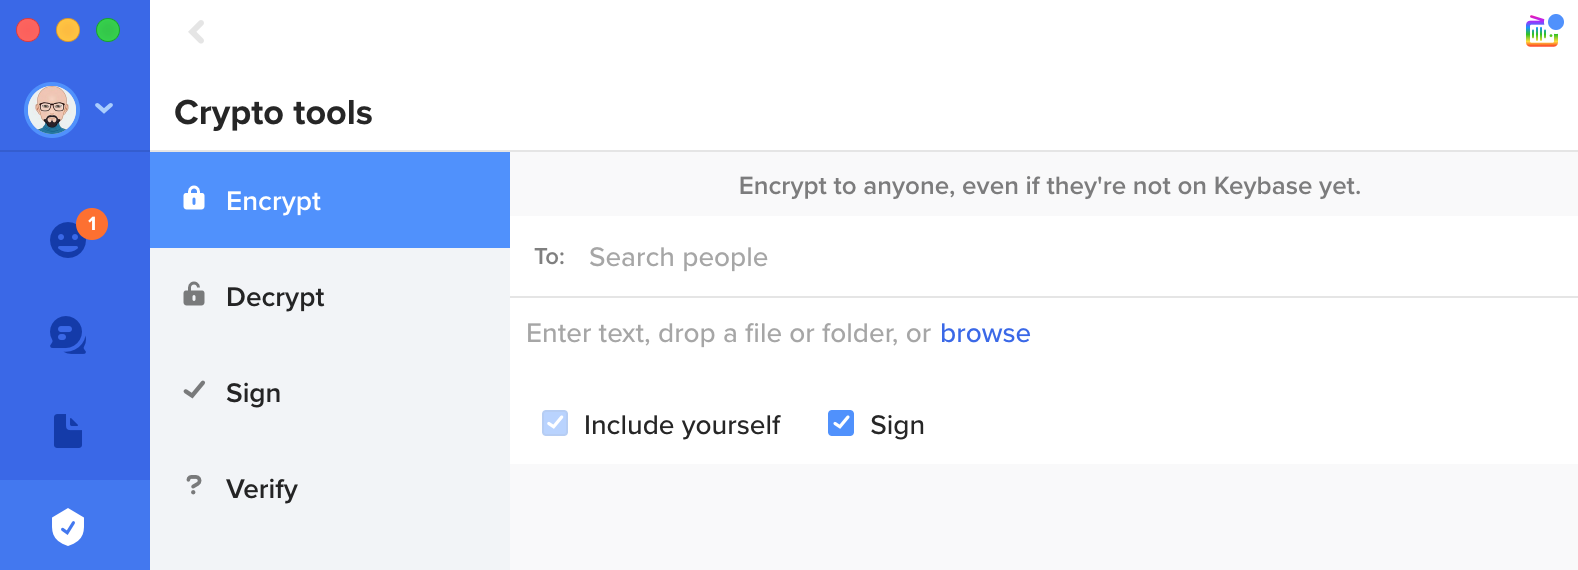 Crypto tools
1
Encrypt
Decrypt
Sign
? Verify
Encrypt to anyone, even if they're not on Keybase yet.
To: Search people
Enter text, drop a file or folder, or browse
Include yourself Sign